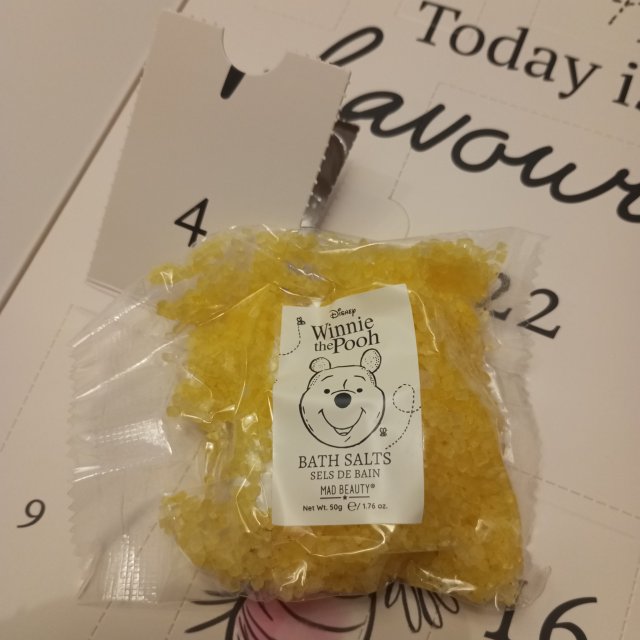 Today i
favour
4
22
DISNEY
Winnie
the Pooh
BATH SALTS
SELS DE BAIN
MAD BEAUTY®
Net Wt. 50g ℮/1.76 oz.
9
16